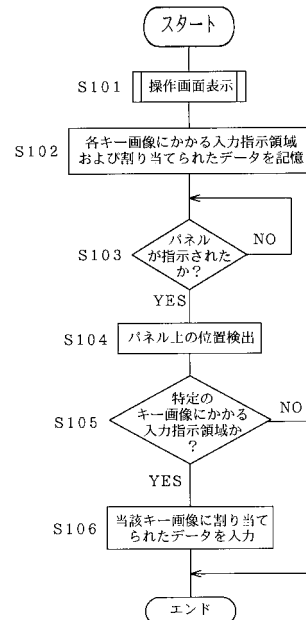 スタート
S101
操作画面表示
S102
各キー画像にかかる入力指示領域
および割り当てられたデータを記憶
S103
パネル
が指示された
か？
NO
YES
S104
パネル上の位置検出
S105
特定の
キー画像にかかる
入力指示領域か
？
NO
YES
S106
当該キー画像に割り当て
られたデータを入力
エンド